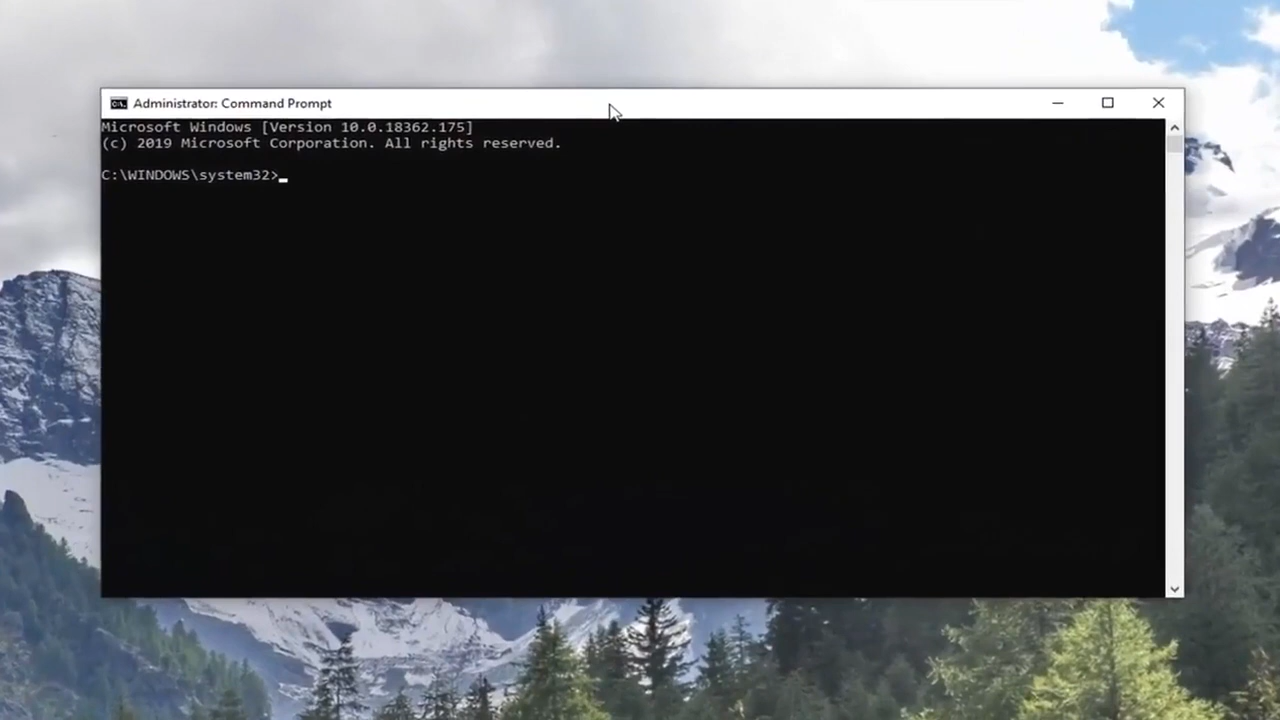 Administrator: Command Prompt
Microsoft Windows [Version 10.0.18362.175]
(c) 2019 Microsoft Corporation. All rights reserved.
C:\WINDOWS\system32>